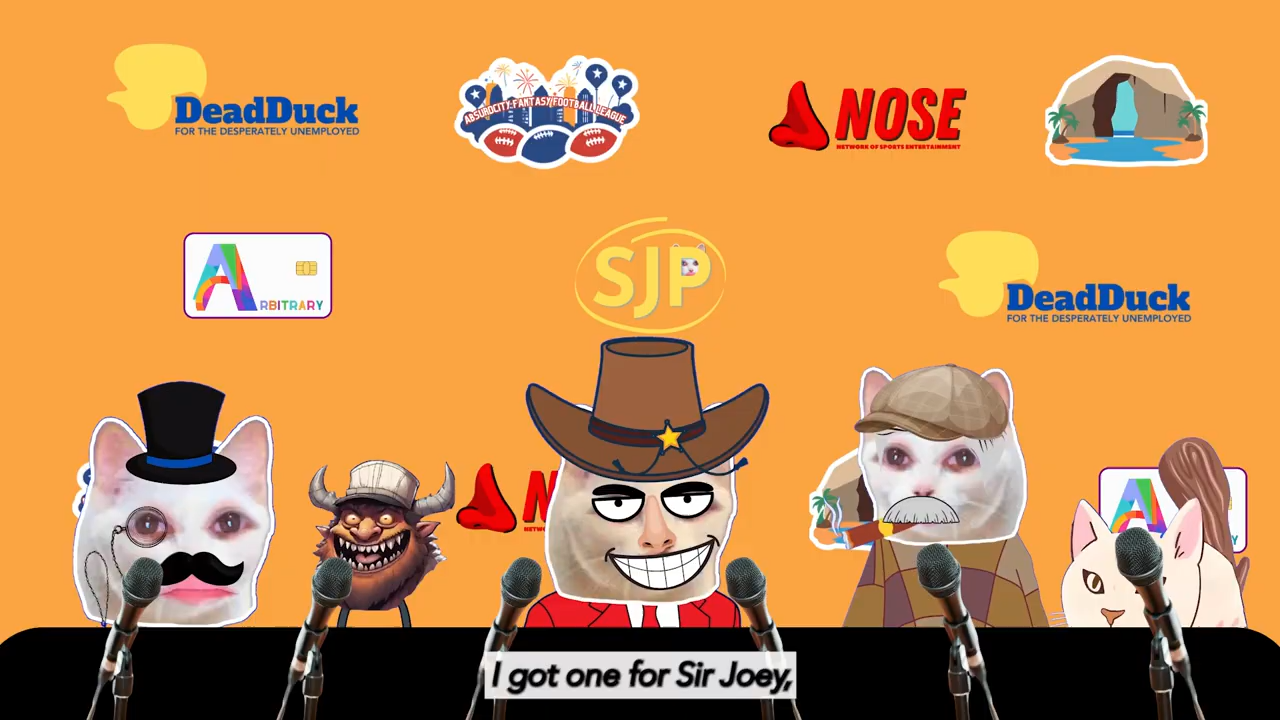 DeadDuck
FOR THE DESPERATELY UNEMPLOYED
ABSURDCITY FANTASY FOOTBALL LEAGUE
NOSE
NETWORK OF SPORTS ENTERTAINMENT
ARBITRARY
SJP
DeadDuck
FOR THE DESPERATELY UNEMPLOYED
N
A
I got one for Sir Joey,